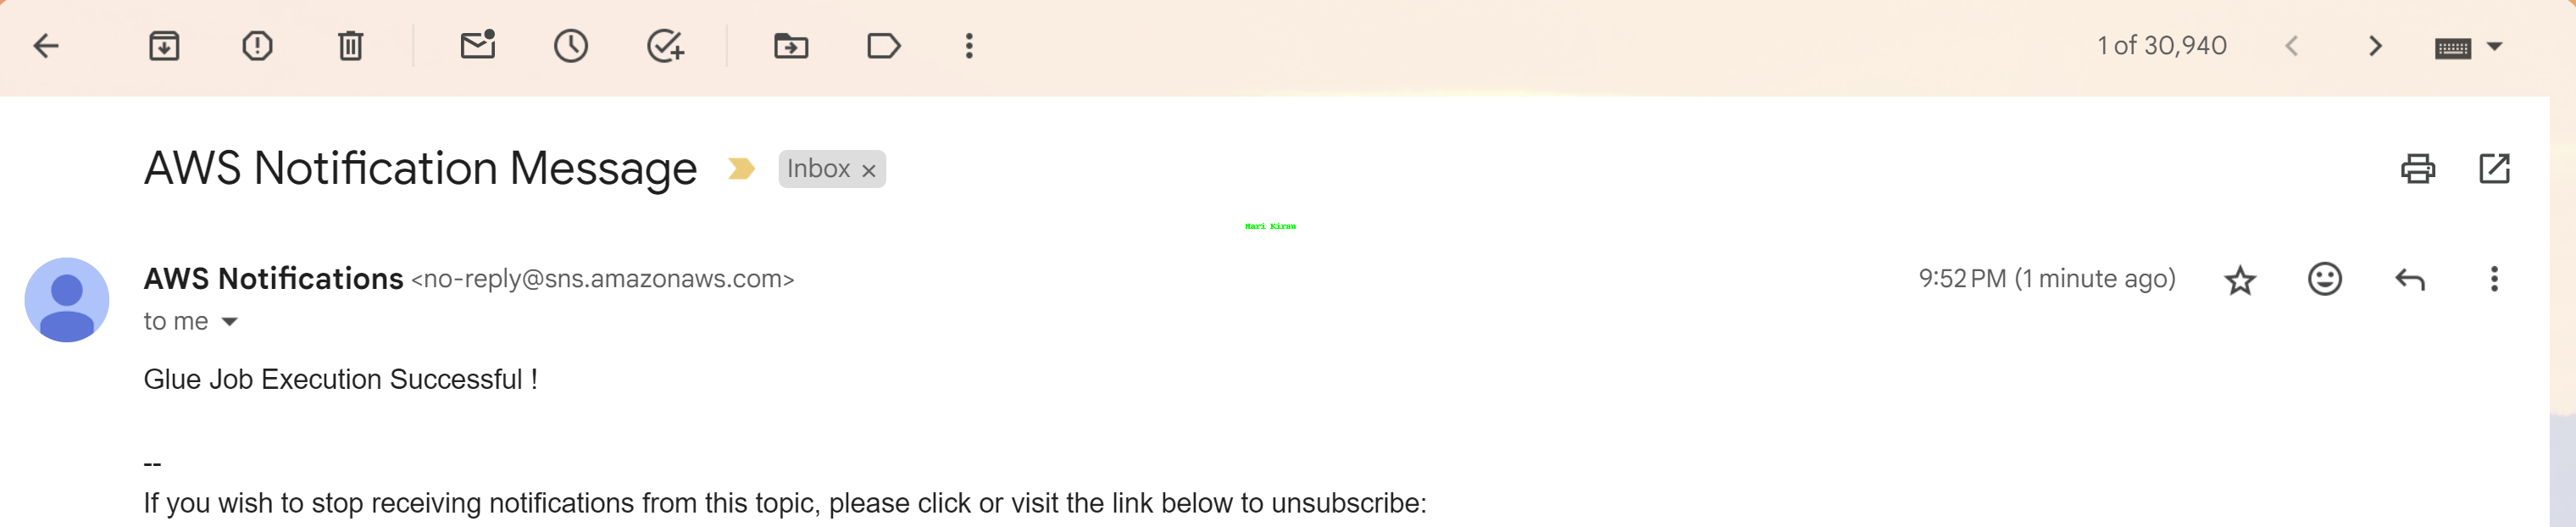 1 of 30,940
AWS Notification Message
Inbox ×
Mari Kirsu
AWS Notifications <no-reply@sns.amazonaws.com>
9:52 PM (1 minute ago)
to me
Glue Job Execution Successful !
--
If you wish to stop receiving notifications from this topic, please click or visit the link below to unsubscribe: